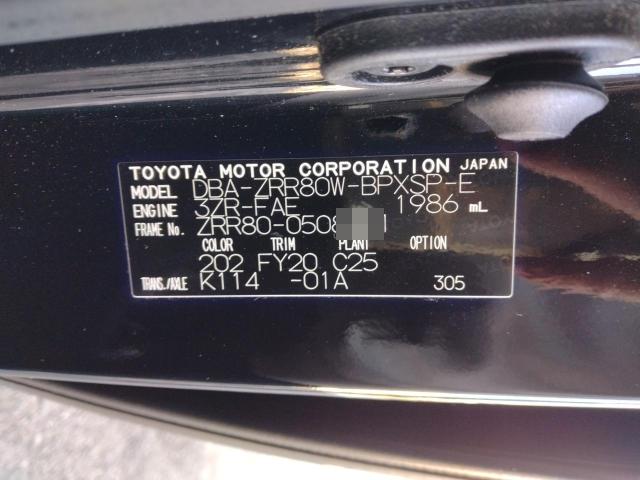 TOYOTA MOTOR CORPORATION JAPAN
MODEL DBA-ZRR80W-BPXSP-E
ENGINE 3ZR-FAE 1986 mL
FRAME No. ZRR80-0508
COLOR TRIM PLANT OPTION
202 FY20 C25
TRANS./AXLE K114 -01A 305